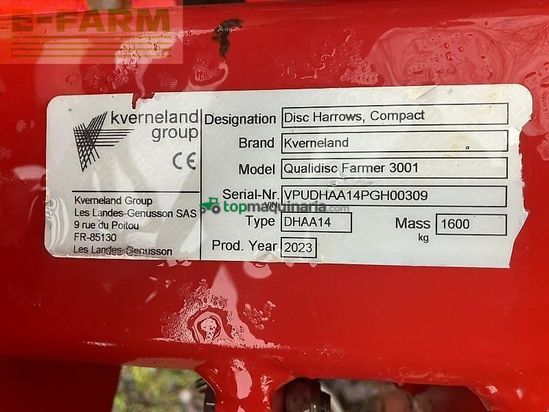 E-FARM
kverneland
group
CE
Kverneland Group
Les Landes-Genusson SAS
9 rue du Poitou
FR-85130
Les Landes-Genusson
Designation Disc Harrows, Compact
Brand Kverneland
Model Qualidisc Farmer 3001
Serial-Nr. VPUDHAA14PGH00309
topmaquinaria.com
Type DHAA14 Mass kg 1600
Prod. Year 2023